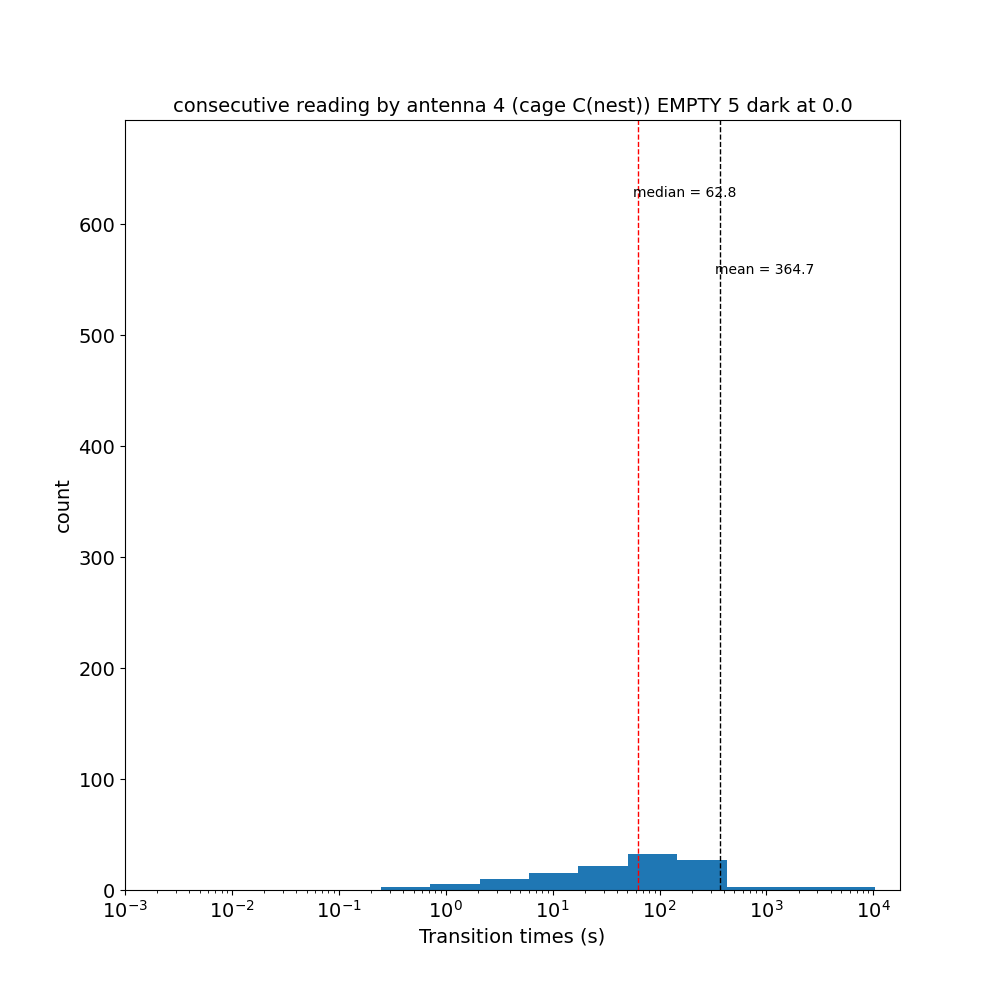 consecutive reading by antenna 4 (cage C(nest)) EMPTY 5 dark at 0.0
median = 62.8
mean = 364.7
600
500
400
300
200
100
0
count
10⁻³ 10⁻² 10⁻¹ 10⁰ 10¹ 10² 10³ 10⁴
Transition times (s)